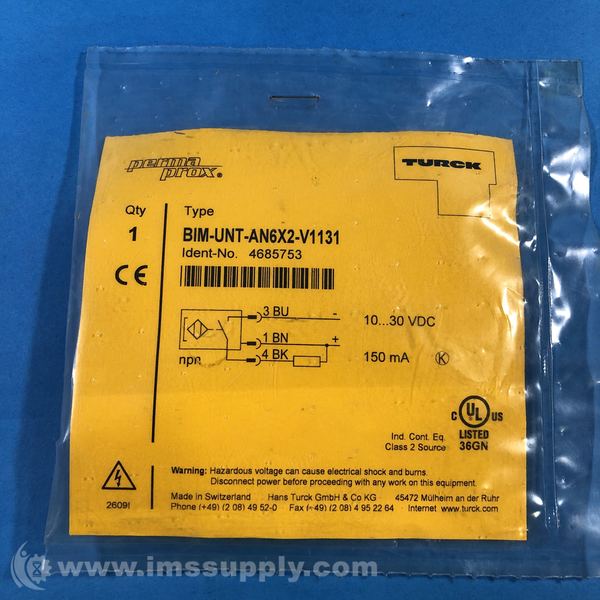 perma prox®
TURCK
Qty Type
1 BIM-UNT-AN6X2-V1131
Ident-No. 4685753
CE
3 BU - 10...30 VDC
1 BN +
npn 4 BK 150 mA K
Ind. Cont. Eq.
Class 2 Source
C UL US
LISTED
36GN
Warning: Hazardous voltage can cause electrical shock and burns.
Disconnect power before proceeding with any work on this equipment.
2609I
Made in Switzerland Hans Turck GmbH & Co KG 45472 Mülheim an der Ruhr
Phone (+49) (2 08) 49 52-0 Fax (+49) (2 08) 4 95 22 64 Internet www.turck.com
www.imssupply.com